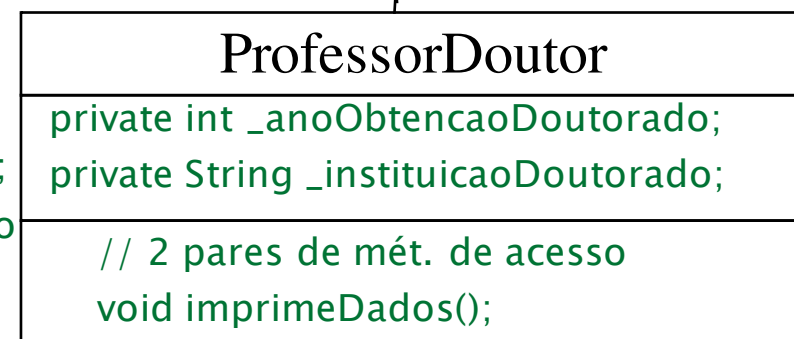 ProfessorDoutor
private int _anoObtencaoDoutorado;
;
private String _instituicaoDoutorado;
o
// 2 pares de mét. de acesso
void imprimeDados();